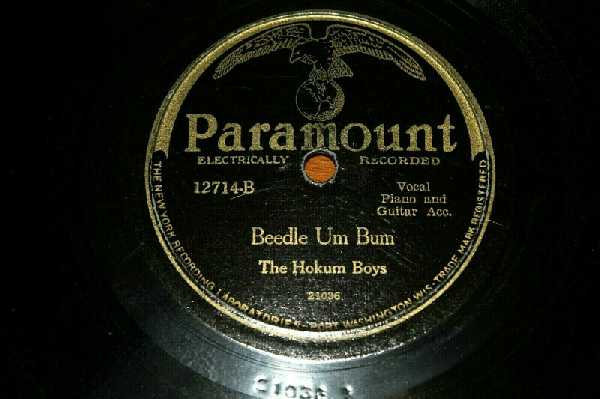 Paramount
ELECTRICALLY RECORDED
12714-B
Vocal
Piano and
Guitar Acc.
Beedle Um Bum
The Hokum Boys
21036
THE NEW YORK RECORDING LABORATORIES - PORT WASHINGTON WIS. TRADE MARK REGISTERED
21036